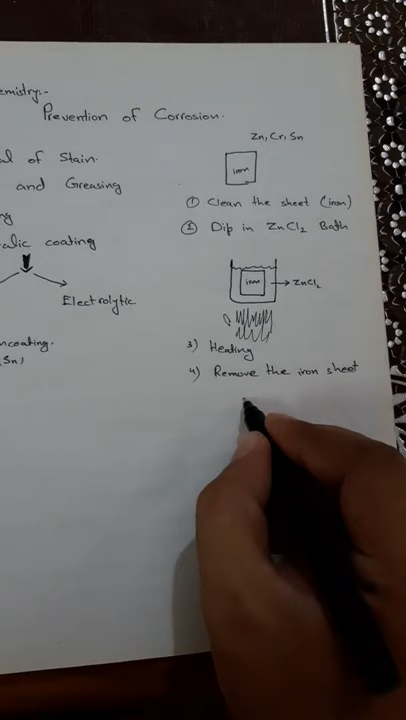 emistry:-
Prevention of Corrosion.
al of Stain.
and Greasing
ng
alic coating
Electrolytic
ncoating.
Sn)
Zn, Cr, Sn
iron
① Clean the sheet (iron)
② Dip in ZnCl2 Bath
iron → ZnCl2
3) Heating
4) Remove the iron sheet